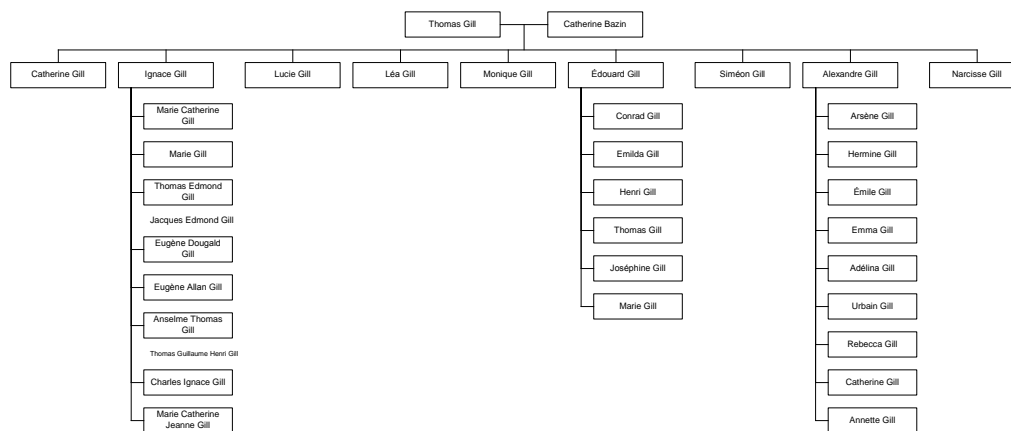 Thomas Gill
Catherine Bazin
Catherine Gill
Ignace Gill
Lucie Gill
Léa Gill
Monique Gill
Édouard Gill
Siméon Gill
Alexandre Gill
Narcisse Gill
Marie Catherine
Gill
Marie Gill
Thomas Edmond
Gill
Jacques Edmond Gill
Eugène Dougald
Gill
Eugène Allan Gill
Anselme Thomas
Gill
Thomas Guillaume Henri Gill
Charles Ignace Gill
Marie Catherine
Jeanne Gill
Conrad Gill
Emilda Gill
Henri Gill
Thomas Gill
Joséphine Gill
Marie Gill
Arsène Gill
Hermine Gill
Émile Gill
Emma Gill
Adélina Gill
Urbain Gill
Rebecca Gill
Catherine Gill
Annette Gill